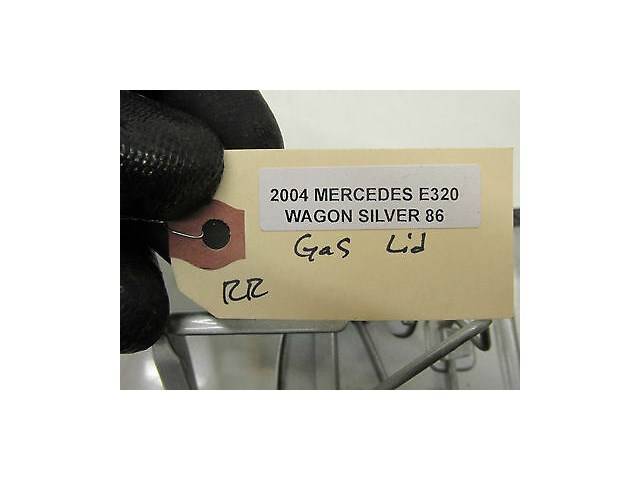 2004 MERCEDES E320
WAGON SILVER 86
Gas Lid
RR